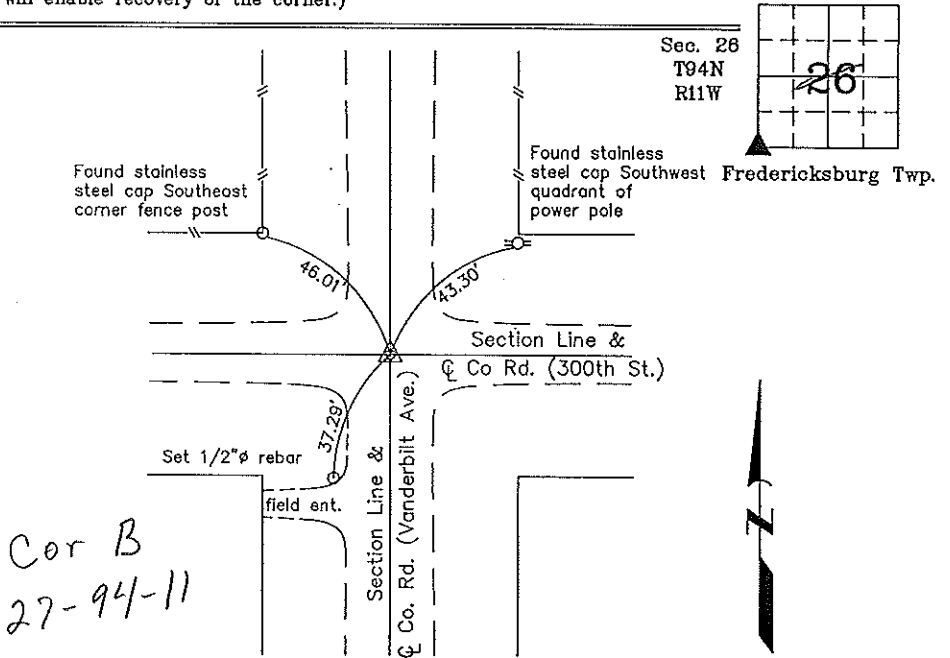 will enable recovery of the corner.)
Sec. 26
T94N
R11W
26
Fredericksburg Twp.
Found stainless
steel cap Southeast
corner fence post
Found stainless
steel cap Southwest
quadrant of
power pole
46.01'
43.30'
Section Line &
℄ Co Rd. (300th St.)
37.29'
Set 1/2"ø rebar
field ent.
Section Line &
℄ Co. Rd. (Vanderbilt Ave.)
N
Cor B
27-94-11